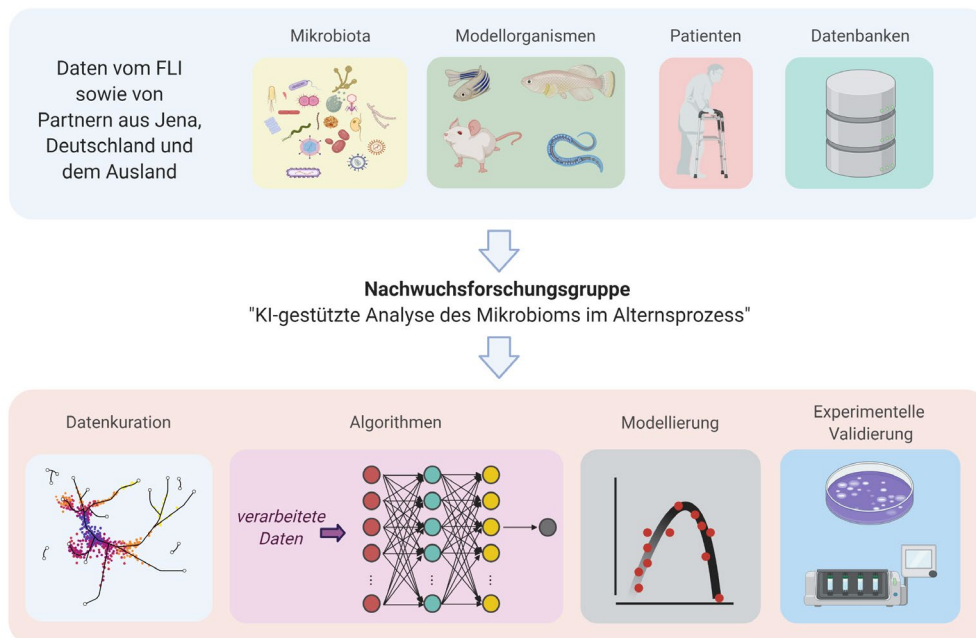 Daten vom FLI
sowie von
Partnern aus Jena,
Deutschland und
dem Ausland
Mikrobiota
Modellorganismen
Patienten
Datenbanken
Nachwuchsforschungsgruppe
"KI-gestützte Analyse des Mikrobioms im Alternsprozess"
Datenkuration
Algorithmen
Modellierung
Experimentelle
Validierung
verarbeitete
Daten